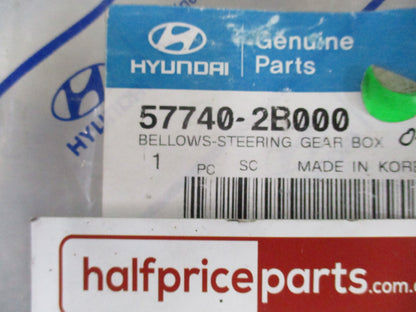 HYUNDAI
Genuine
Parts
57740-2B000
BELLOWS-STEERING GEAR BOX
1 PC SC MADE IN KORE
halfpriceparts.com.